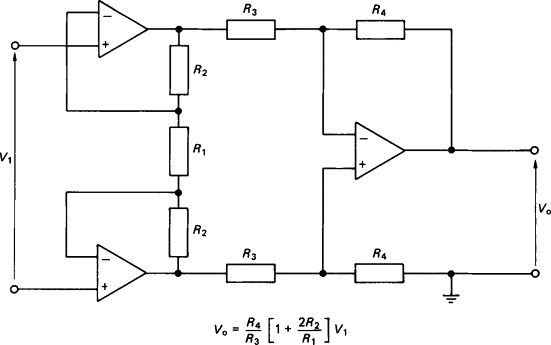 R3
R4
−
+
R2
V1
R1
−
+
R2
Vo
−
+
R3
R4
Vo = R4/R3 [1 + 2R2/R1] V1